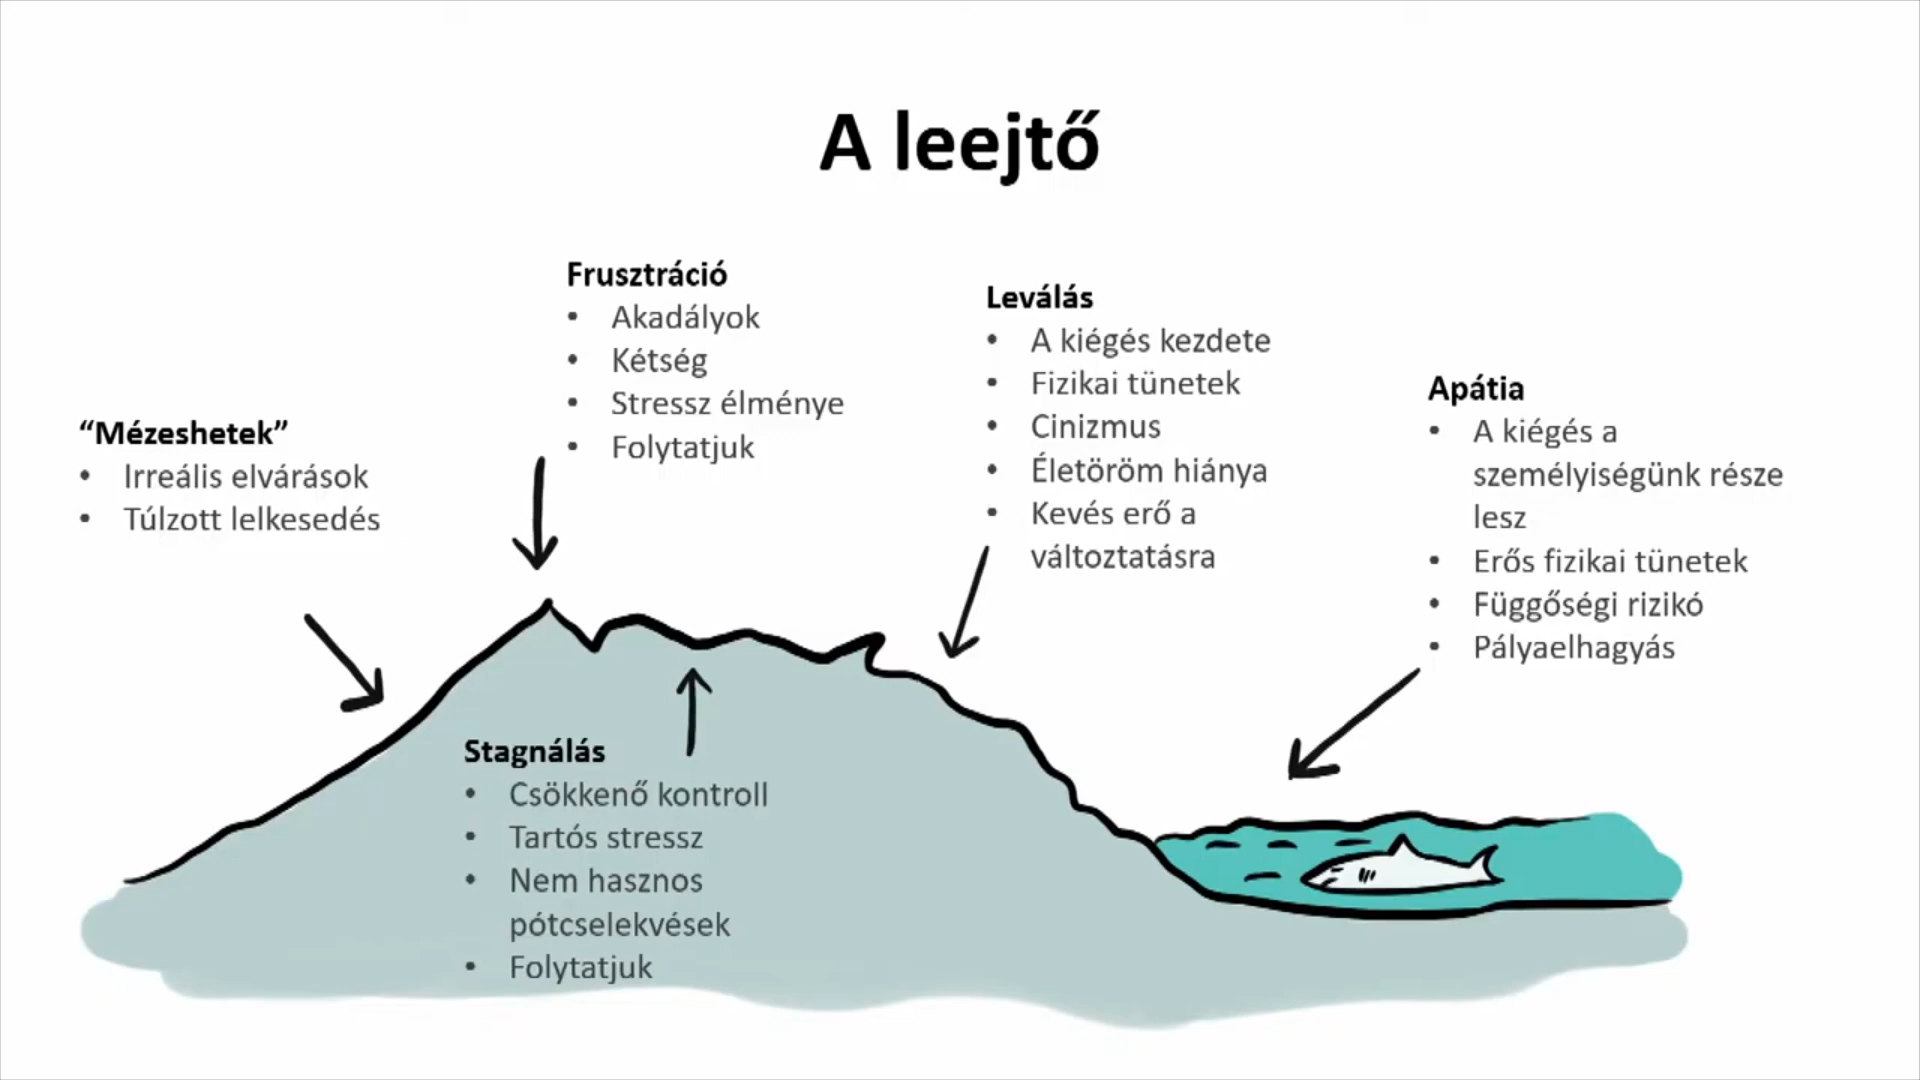 A leejtő
“Mézeshetek”
• Irreális elvárások
• Túlzott lelkesedés
Frusztráció
• Akadályok
• Kétség
• Stressz élménye
• Folytatjuk
Stagnálás
• Csökkenő kontroll
• Tartós stressz
• Nem hasznos
pótcselekvések
• Folytatjuk
Leválás
• A kiégés kezdete
• Fizikai tünetek
• Cinizmus
• Életöröm hiánya
• Kevés erő a
változtatásra
Apátia
• A kiégés a
személyiségünk része
lesz
• Erős fizikai tünetek
• Függőségi rizikó
• Pályaelhagyás